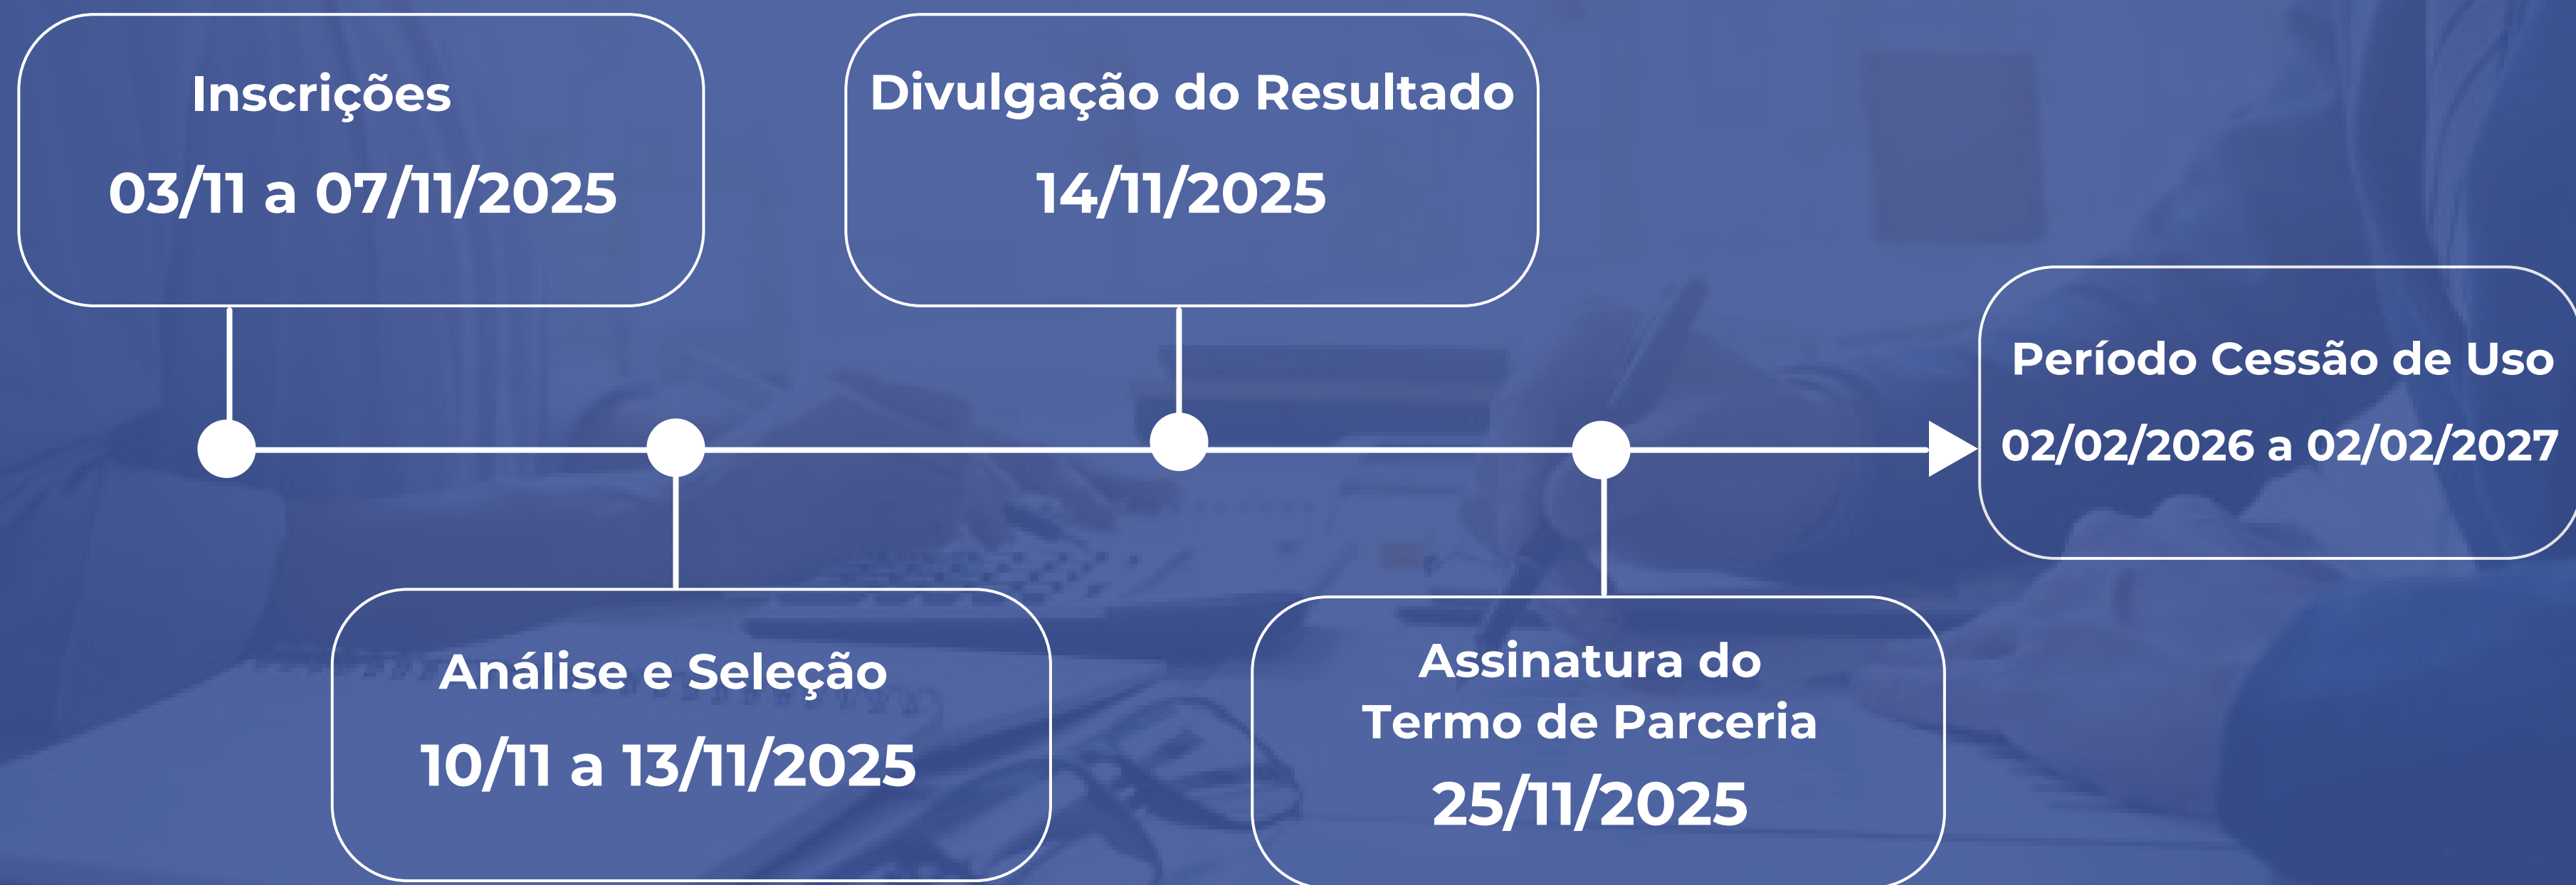 Inscrições
03/11 a 07/11/2025
Análise e Seleção
10/11 a 13/11/2025
Divulgação do Resultado
14/11/2025
Assinatura do
Termo de Parceria
25/11/2025
Período Cessão de Uso
02/02/2026 a 02/02/2027